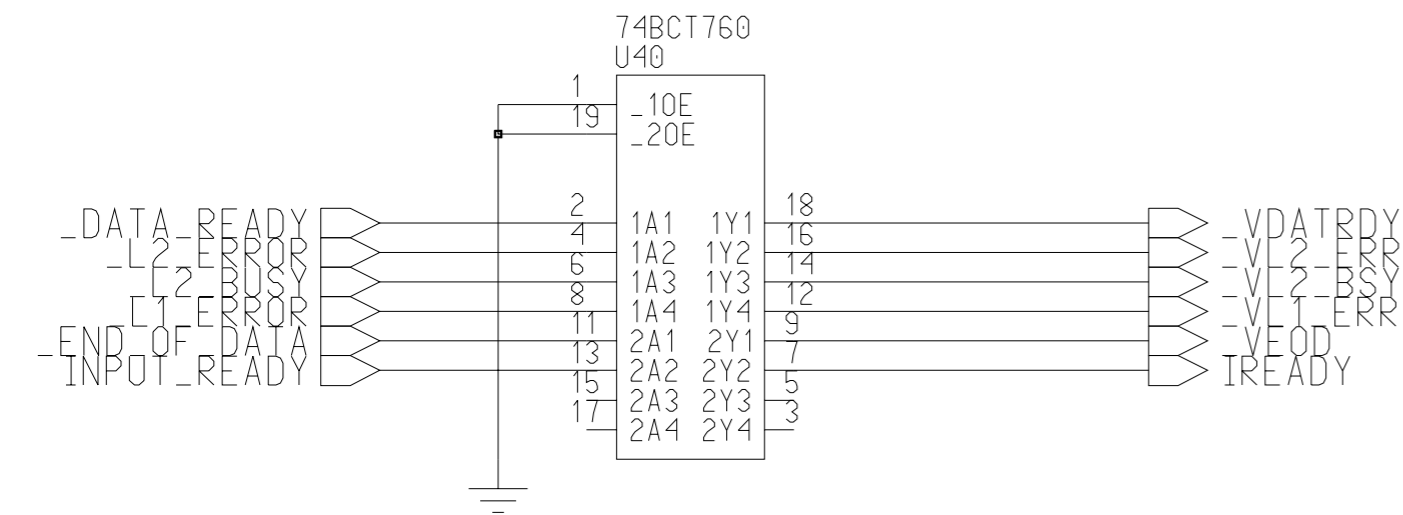 74BCT760
U40
1 _1OE
19 _2OE
_DATA_READY 2 1A1 1Y1 18 _VDATRDY
_L2_ERROR 4 1A2 1Y2 16 _VL2_ERR
L2_BUSY 6 1A3 1Y3 14 _VL2_BSY
_L1_ERROR 8 1A4 1Y4 12 _VL1_ERR
_END_OF_DATA 11 2A1 2Y1 9 _VEOD
INPUT_READY 13 2A2 2Y2 7 IREADY
15 2A3 2Y3 5
17 2A4 2Y4 3